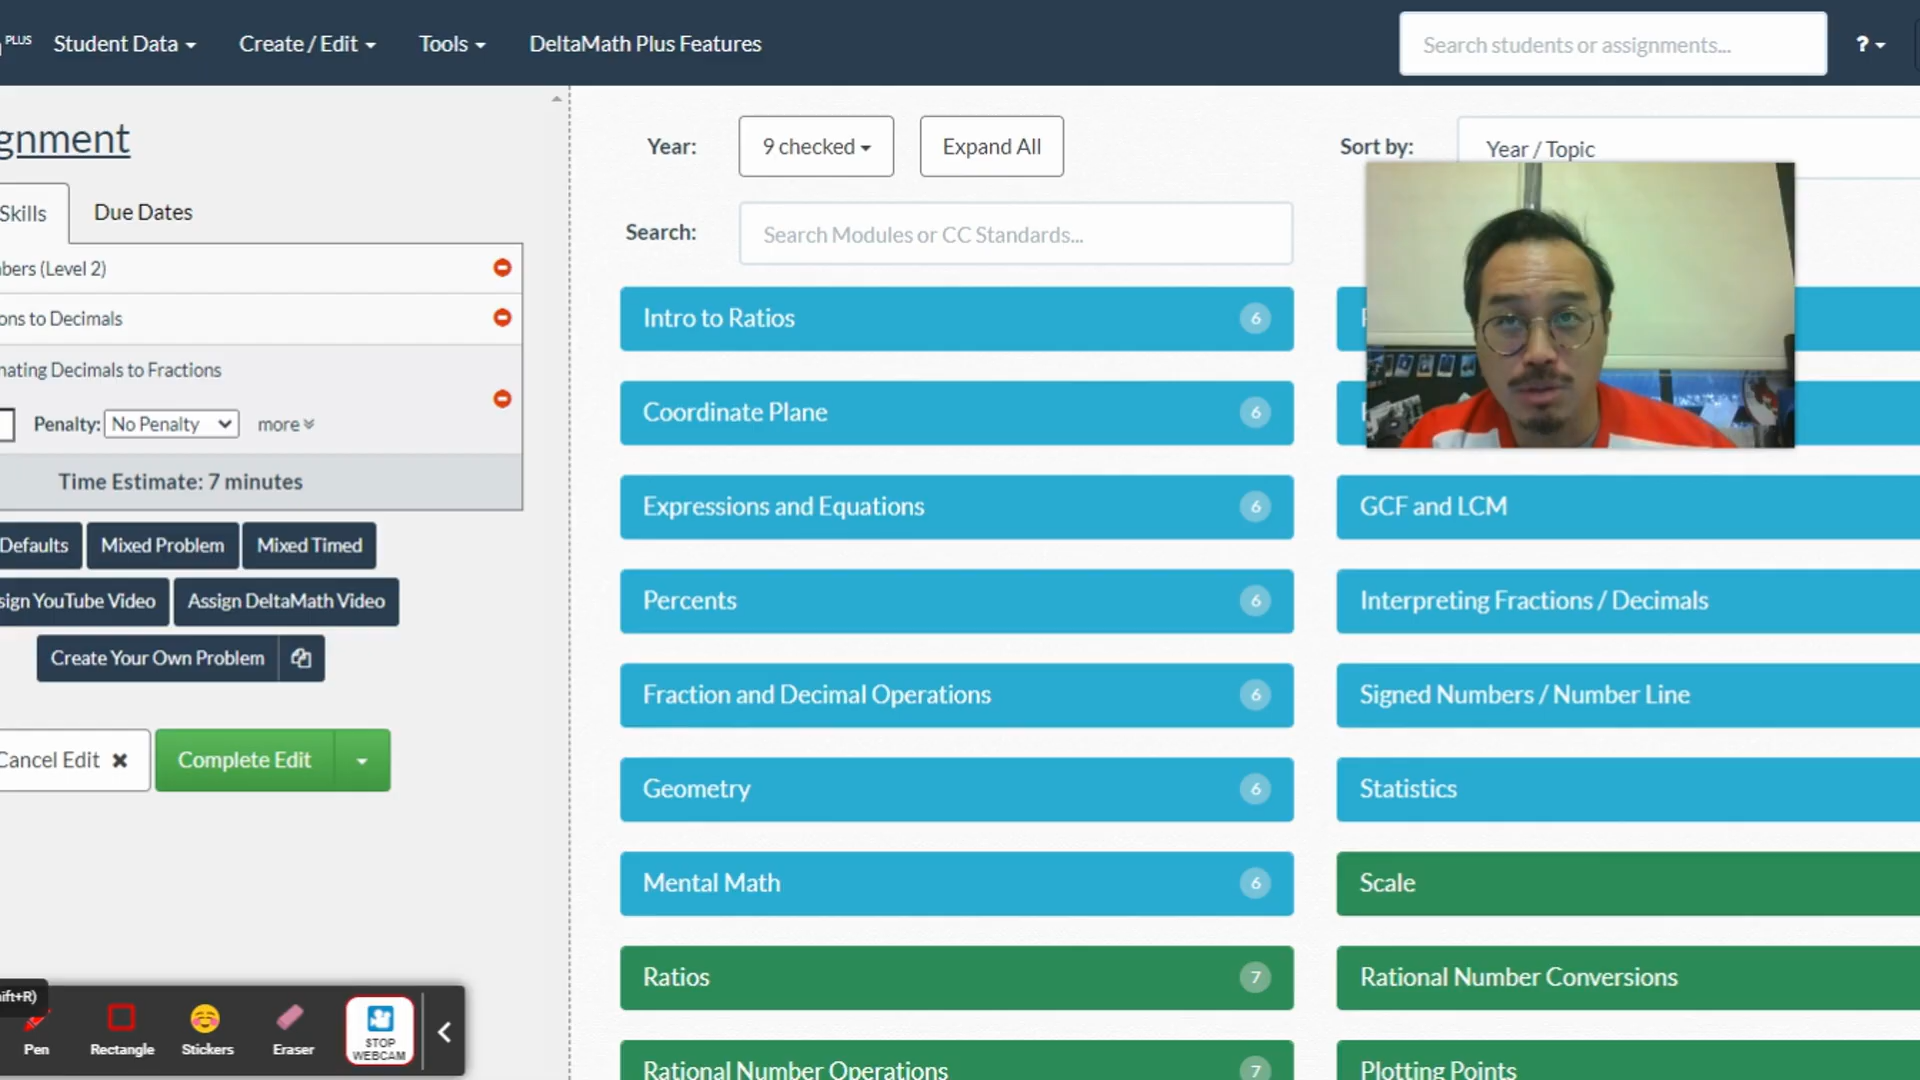 PLUS
Student Data
Create / Edit
Tools
DeltaMath Plus Features
Search students or assignments...
?
gnment
Skills
Due Dates
bers (Level 2)
ons to Decimals
nating Decimals to Fractions
Penalty:
No Penalty
more
Time Estimate: 7 minutes
Defaults
Mixed Problem
Mixed Timed
sign YouTube Video
Assign DeltaMath Video
Create Your Own Problem
Cancel Edit
Complete Edit
ift+R)
Pen
Rectangle
Stickers
Eraser
STOP
WEBCAM
Year:
9 checked
Expand All
Sort by:
Year / Topic
Search:
Search Modules or CC Standards...
Intro to Ratios
6
Coordinate Plane
6
Expressions and Equations
6
GCF and LCM
Percents
6
Interpreting Fractions / Decimals
Fraction and Decimal Operations
6
Signed Numbers / Number Line
Geometry
6
Statistics
Mental Math
6
Scale
Ratios
7
Rational Number Conversions
Rational Number Operations
7
Plotting Points